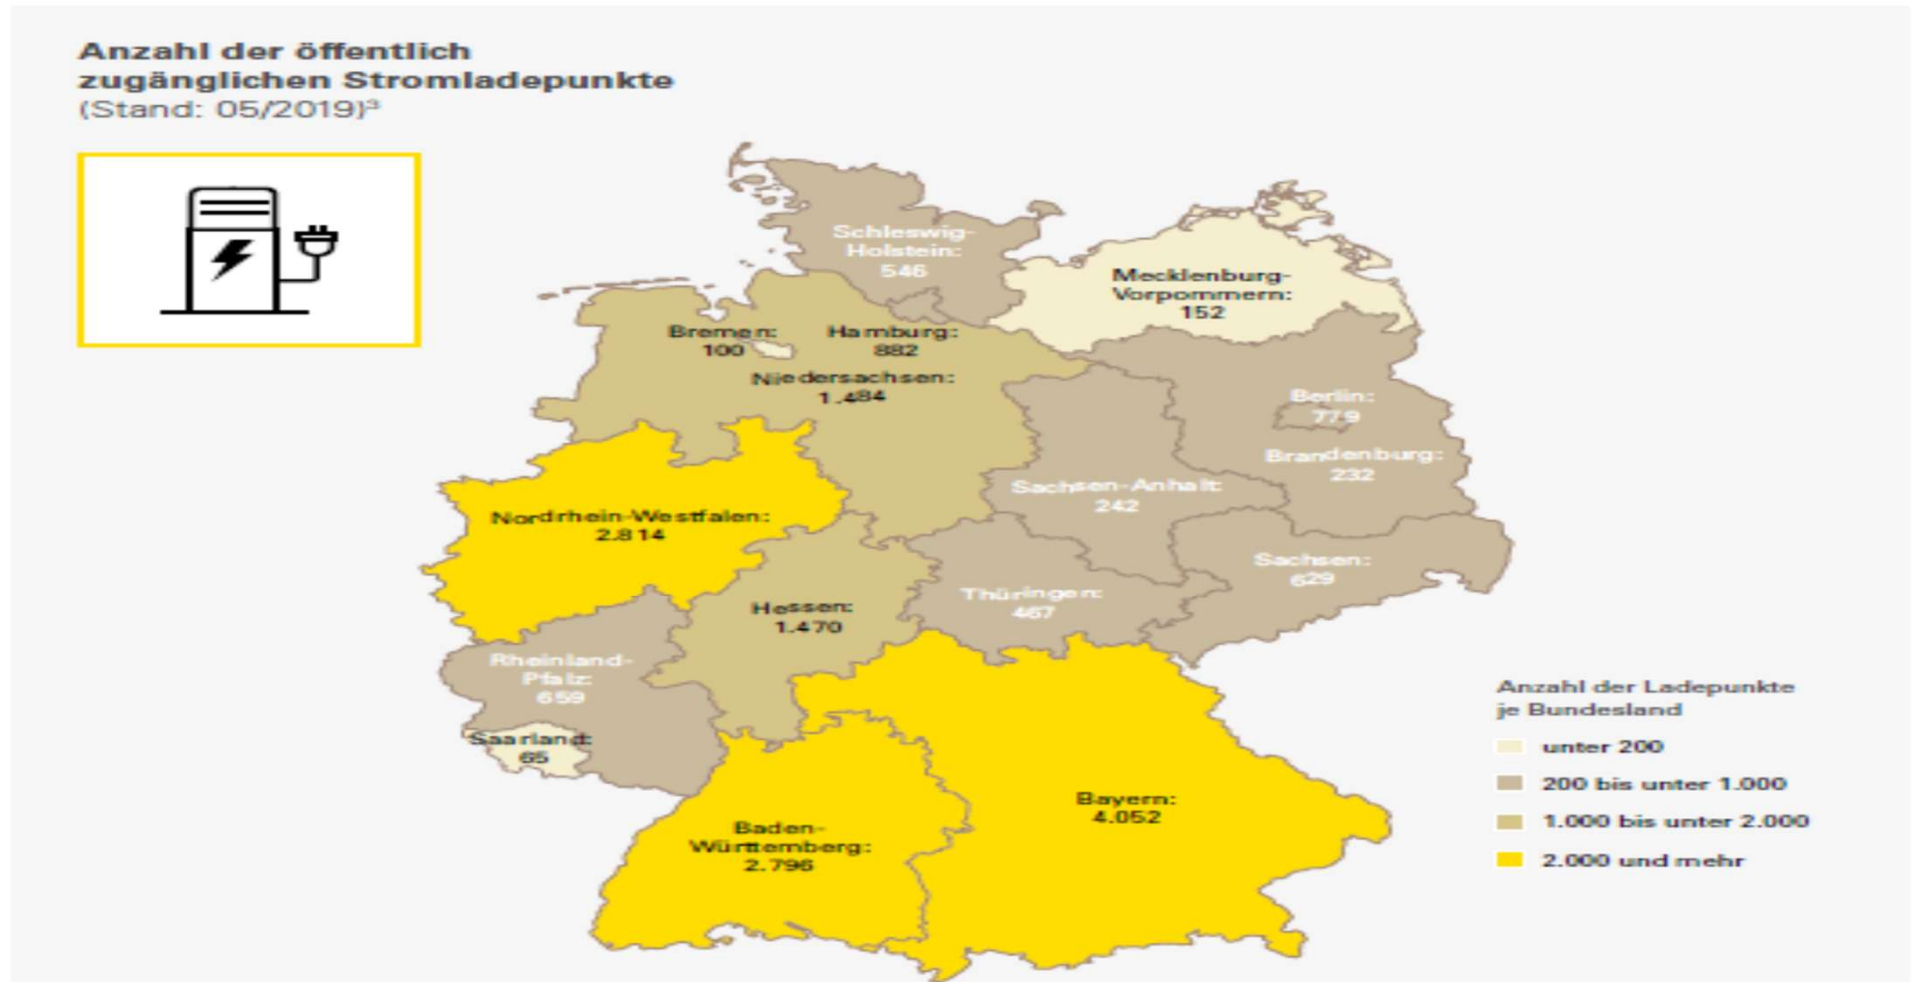 Anzahl der öffentlich
zugänglichen Stromladepunkte
(Stand: 05/2019)³
Schleswig-
Holstein:
546
Mecklenburg-
Vorpommern:
152
Bremen:
100
Hamburg:
882
Niedersachsen:
1.484
Berlin:
779
Brandenburg:
232
Sachsen-Anhalt:
242
Nordrhein-Westfalen:
2.814
Sachsen:
629
Thüringen:
467
Hessen:
1.470
Rheinland-
Pfalz:
659
Saarland:
65
Bayern:
4.052
Baden-
Württemberg:
2.796
Anzahl der Ladepunkte
je Bundesland
unter 200
200 bis unter 1.000
1.000 bis unter 2.000
2.000 und mehr